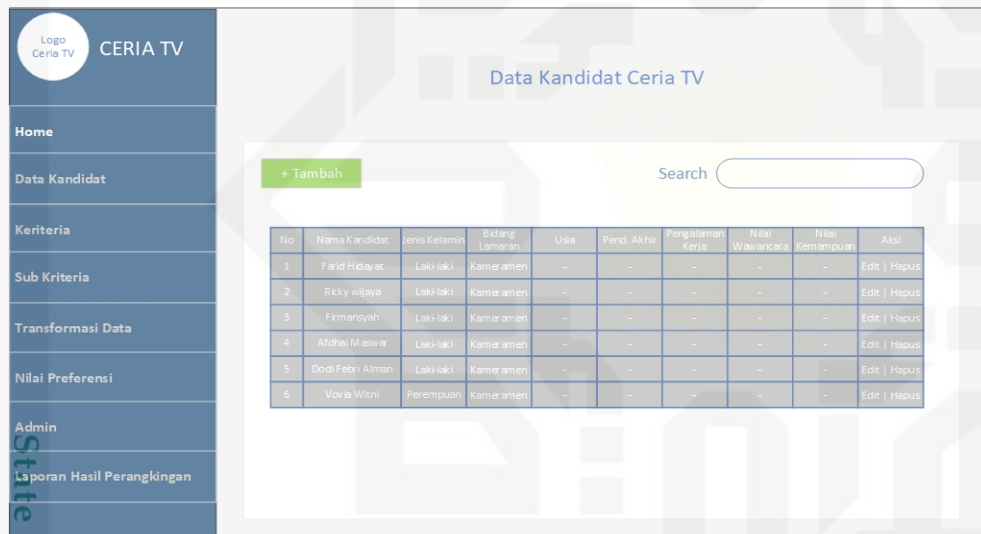 Logo
Ceria TV
CERIA TV
Data Kandidat Ceria TV
Home
Data Kandidat
Keriteria
Sub Kriteria
Transformasi Data
Nilai Preferensi
Admin
Laporan Hasil Perangkingan
State
+ Tambah
Search
No Nama Kandidat Jenis Kelamin Bidang Lamaran Usia Pend. Akhir Pengalaman Kerja Nilai Wawancara Nilai Kemampuan Aksi
1 Farid Hidayat Laki-laki Kameramen - - - - - Edit | Hapus
2 Ricky wijaya Laki-laki Kameramen - - - - - Edit | Hapus
3 Firmansyah Laki-laki Kameramen - - - - - Edit | Hapus
4 Afdhal Maswar Laki-laki Kameramen - - - - - Edit | Hapus
5 Dodi Febri Alman Laki-laki Kameramen - - - - - Edit | Hapus
6 Vovia Witni Perempuan Kameramen - - - - - Edit | Hapus